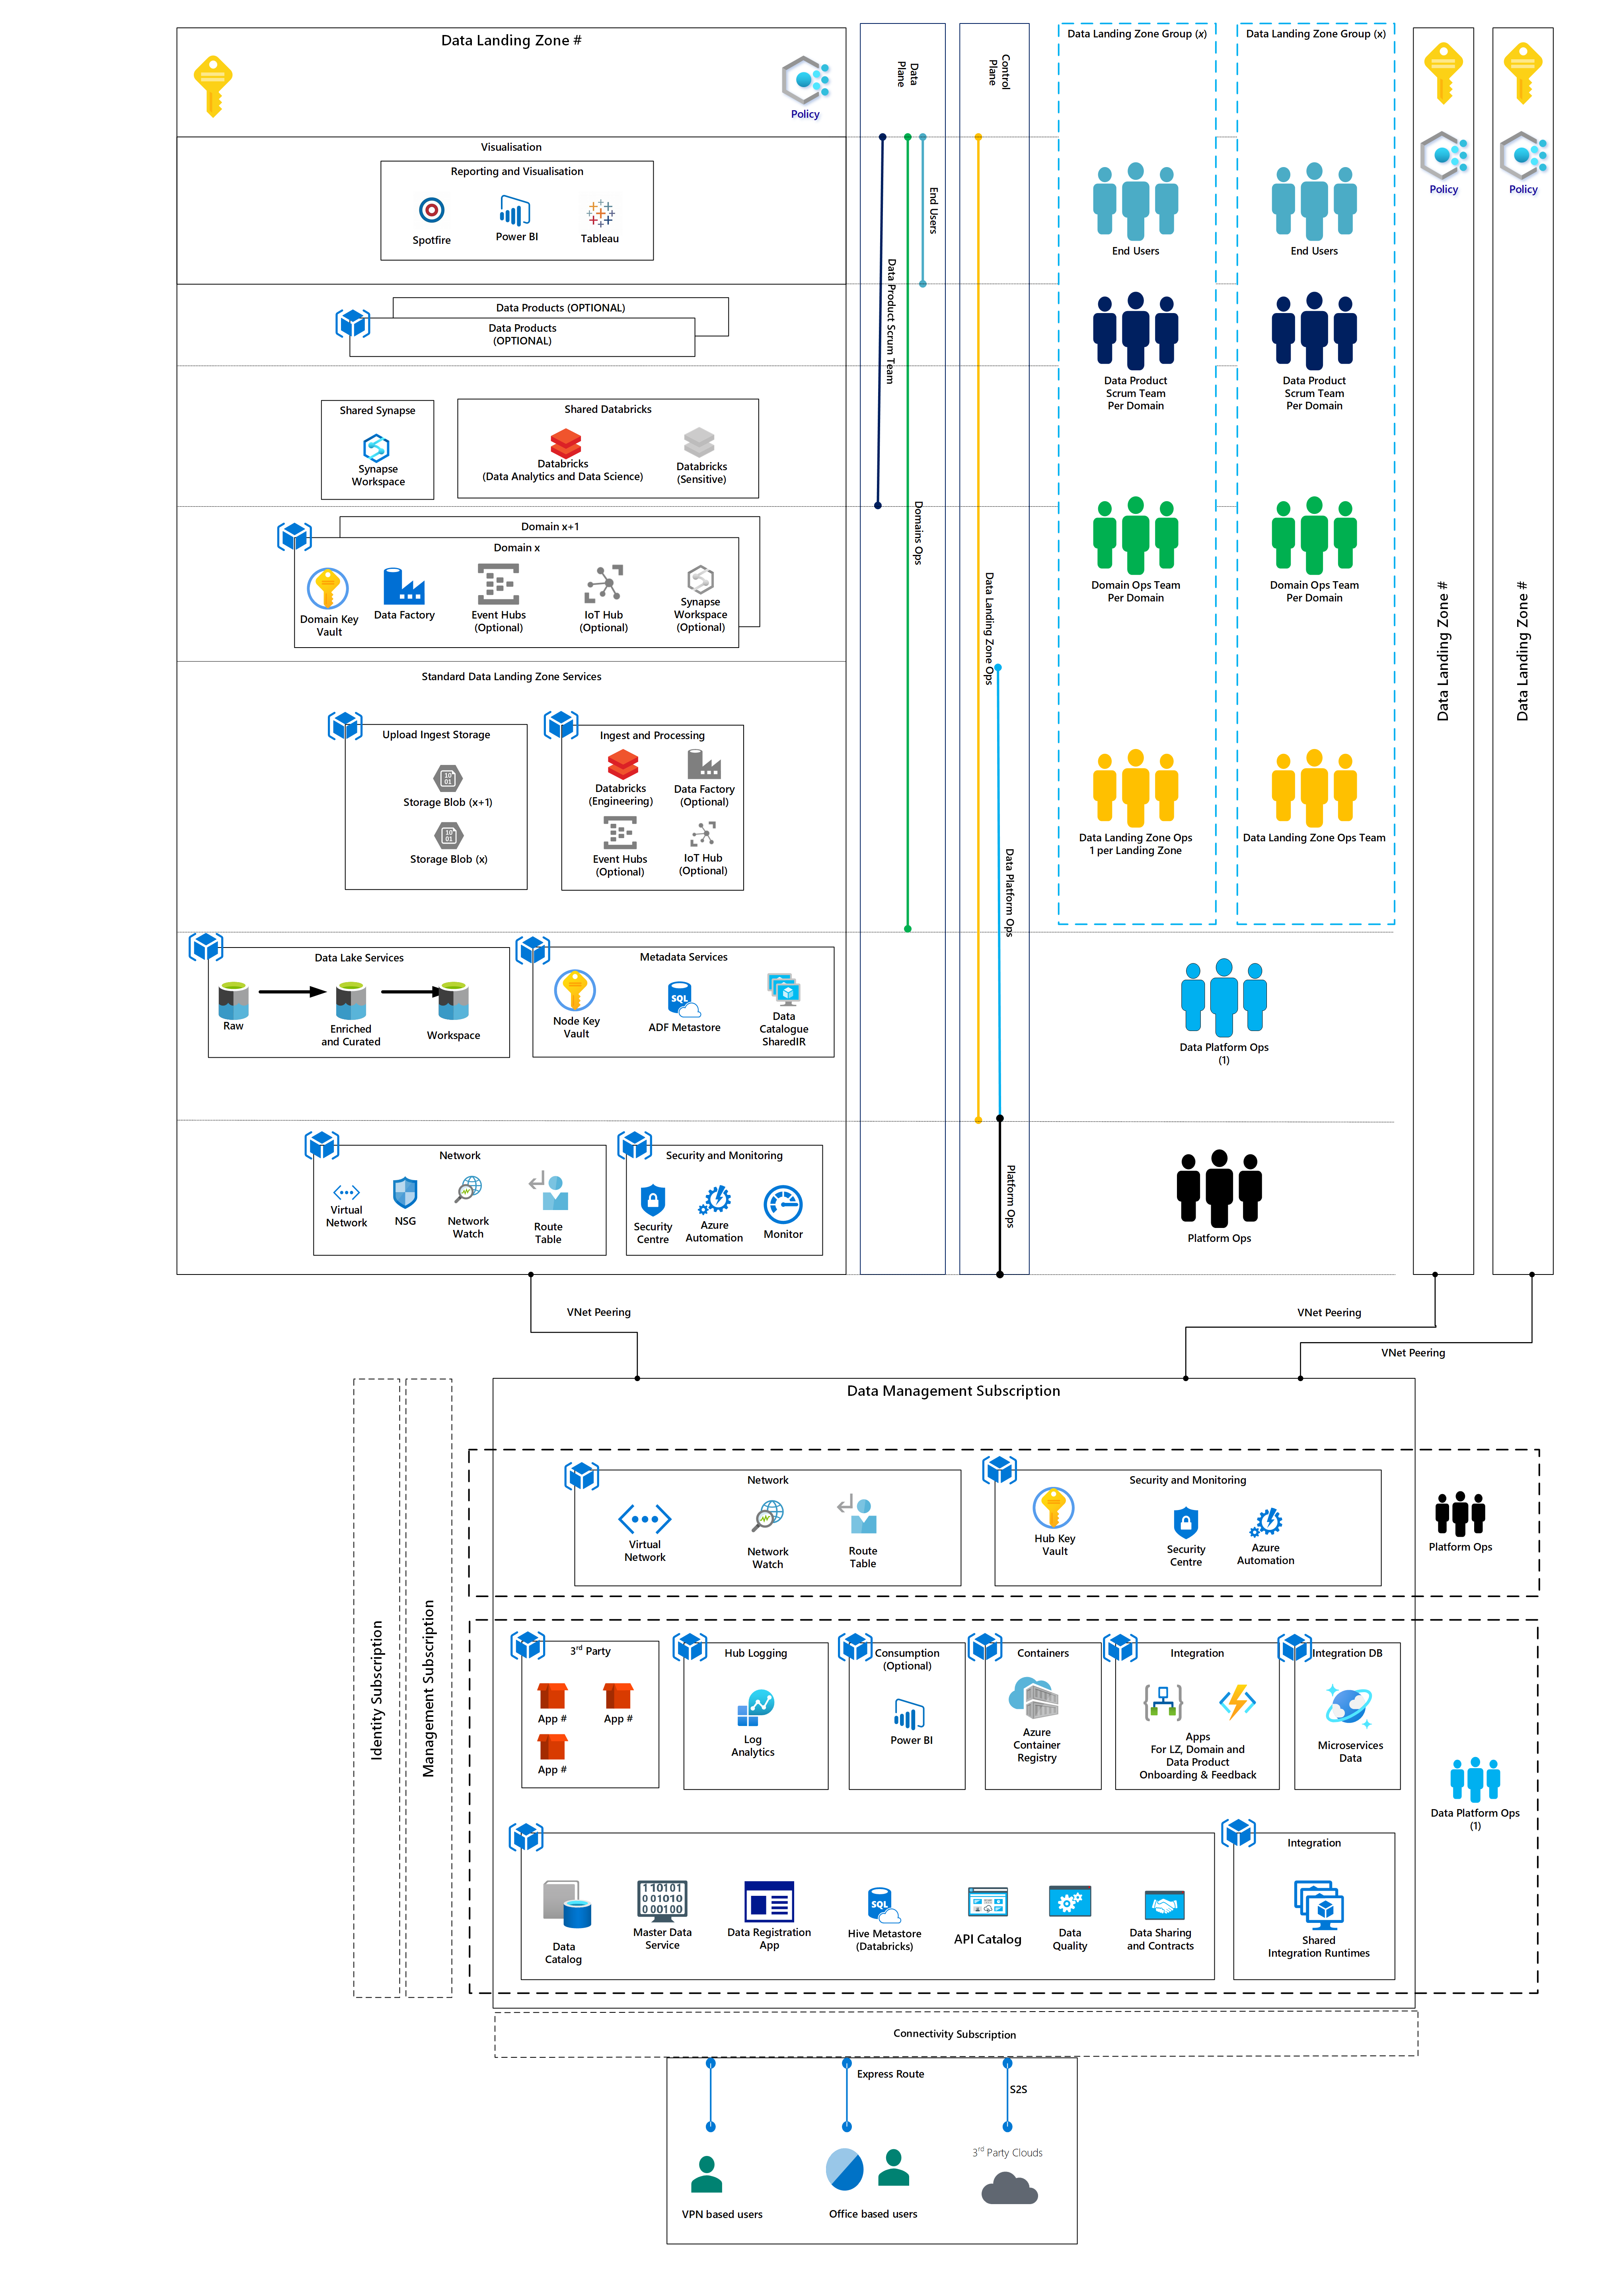 Data Landing Zone #
Policy
Visualisation
Reporting and Visualisation
Spotfire
Power BI
Tableau
Data Products (OPTIONAL)
Data Products
(OPTIONAL)
Shared Synapse
Synapse
Workspace
Shared Databricks
Databricks
(Data Analytics and Data Science)
Databricks
(Sensitive)
Domain x+1
Domain x
Domain Key
Vault
Data Factory
Event Hubs
(Optional)
IoT Hub
(Optional)
Synapse
Workspace
(Optional)
Standard Data Landing Zone Services
Upload Ingest Storage
Storage Blob (x+1)
Storage Blob (x)
Ingest and Processing
Databricks
(Engineering)
Data Factory
(Optional)
Event Hubs
(Optional)
IoT Hub
(Optional)
Data Lake Services
Raw
Enriched
and Curated
Workspace
Metadata Services
Node Key
Vault
ADF Metastore
Data
Catalogue
SharedIR
Network
Virtual
Network
NSG
Network
Watch
Route
Table
Security and Monitoring
Security
Centre
Azure
Automation
Monitor
Data
Plane
End Users
Data Product Scrum Team
Domains Ops
Control
Plane
Data Landing Zone Ops
Data Platform Ops
Platform Ops
Data Landing Zone Group (x)
End Users
Data Product
Scrum Team
Per Domain
Domain Ops Team
Per Domain
Data Landing Zone Ops
1 per Landing Zone
Data Landing Zone Group (x)
End Users
Data Product
Scrum Team
Per Domain
Domain Ops Team
Per Domain
Data Landing Zone Ops Team
Data Platform Ops
(1)
Platform Ops
Policy
Data Landing Zone #
Policy
Data Landing Zone #
VNet Peering
VNet Peering
VNet Peering
Identity Subscription
Management Subscription
Data Management Subscription
Network
Virtual
Network
Network
Watch
Route
Table
Security and Monitoring
Hub Key
Vault
Security
Centre
Azure
Automation
Platform Ops
3rd Party
App #
App #
App #
Hub Logging
Log
Analytics
Consumption
(Optional)
Power BI
Containers
Azure
Container
Registry
Integration
Apps
For LZ, Domain and
Data Product
Onboarding & Feedback
Integration DB
Microservices
Data
Data Platform Ops
(1)
Data
Catalog
110101
001010
000100
Master Data
Service
Data Registration
App
SQL
Hive Metastore
(Databricks)
API Catalog
Data
Quality
Data Sharing
and Contracts
Integration
Shared
Integration Runtimes
Connectivity Subscription
Express Route
S2S
3rd Party Clouds
VPN based users
Office based users